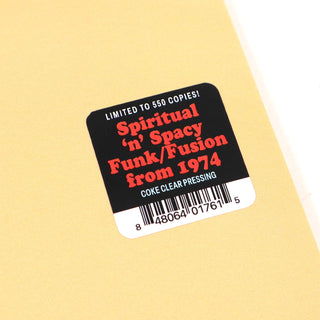 LIMITED TO 550 COPIES!
Spiritual
'n' Spacy
Funk/Fusion
from 1974
COKE CLEAR PRESSING
8 48064 01761 5